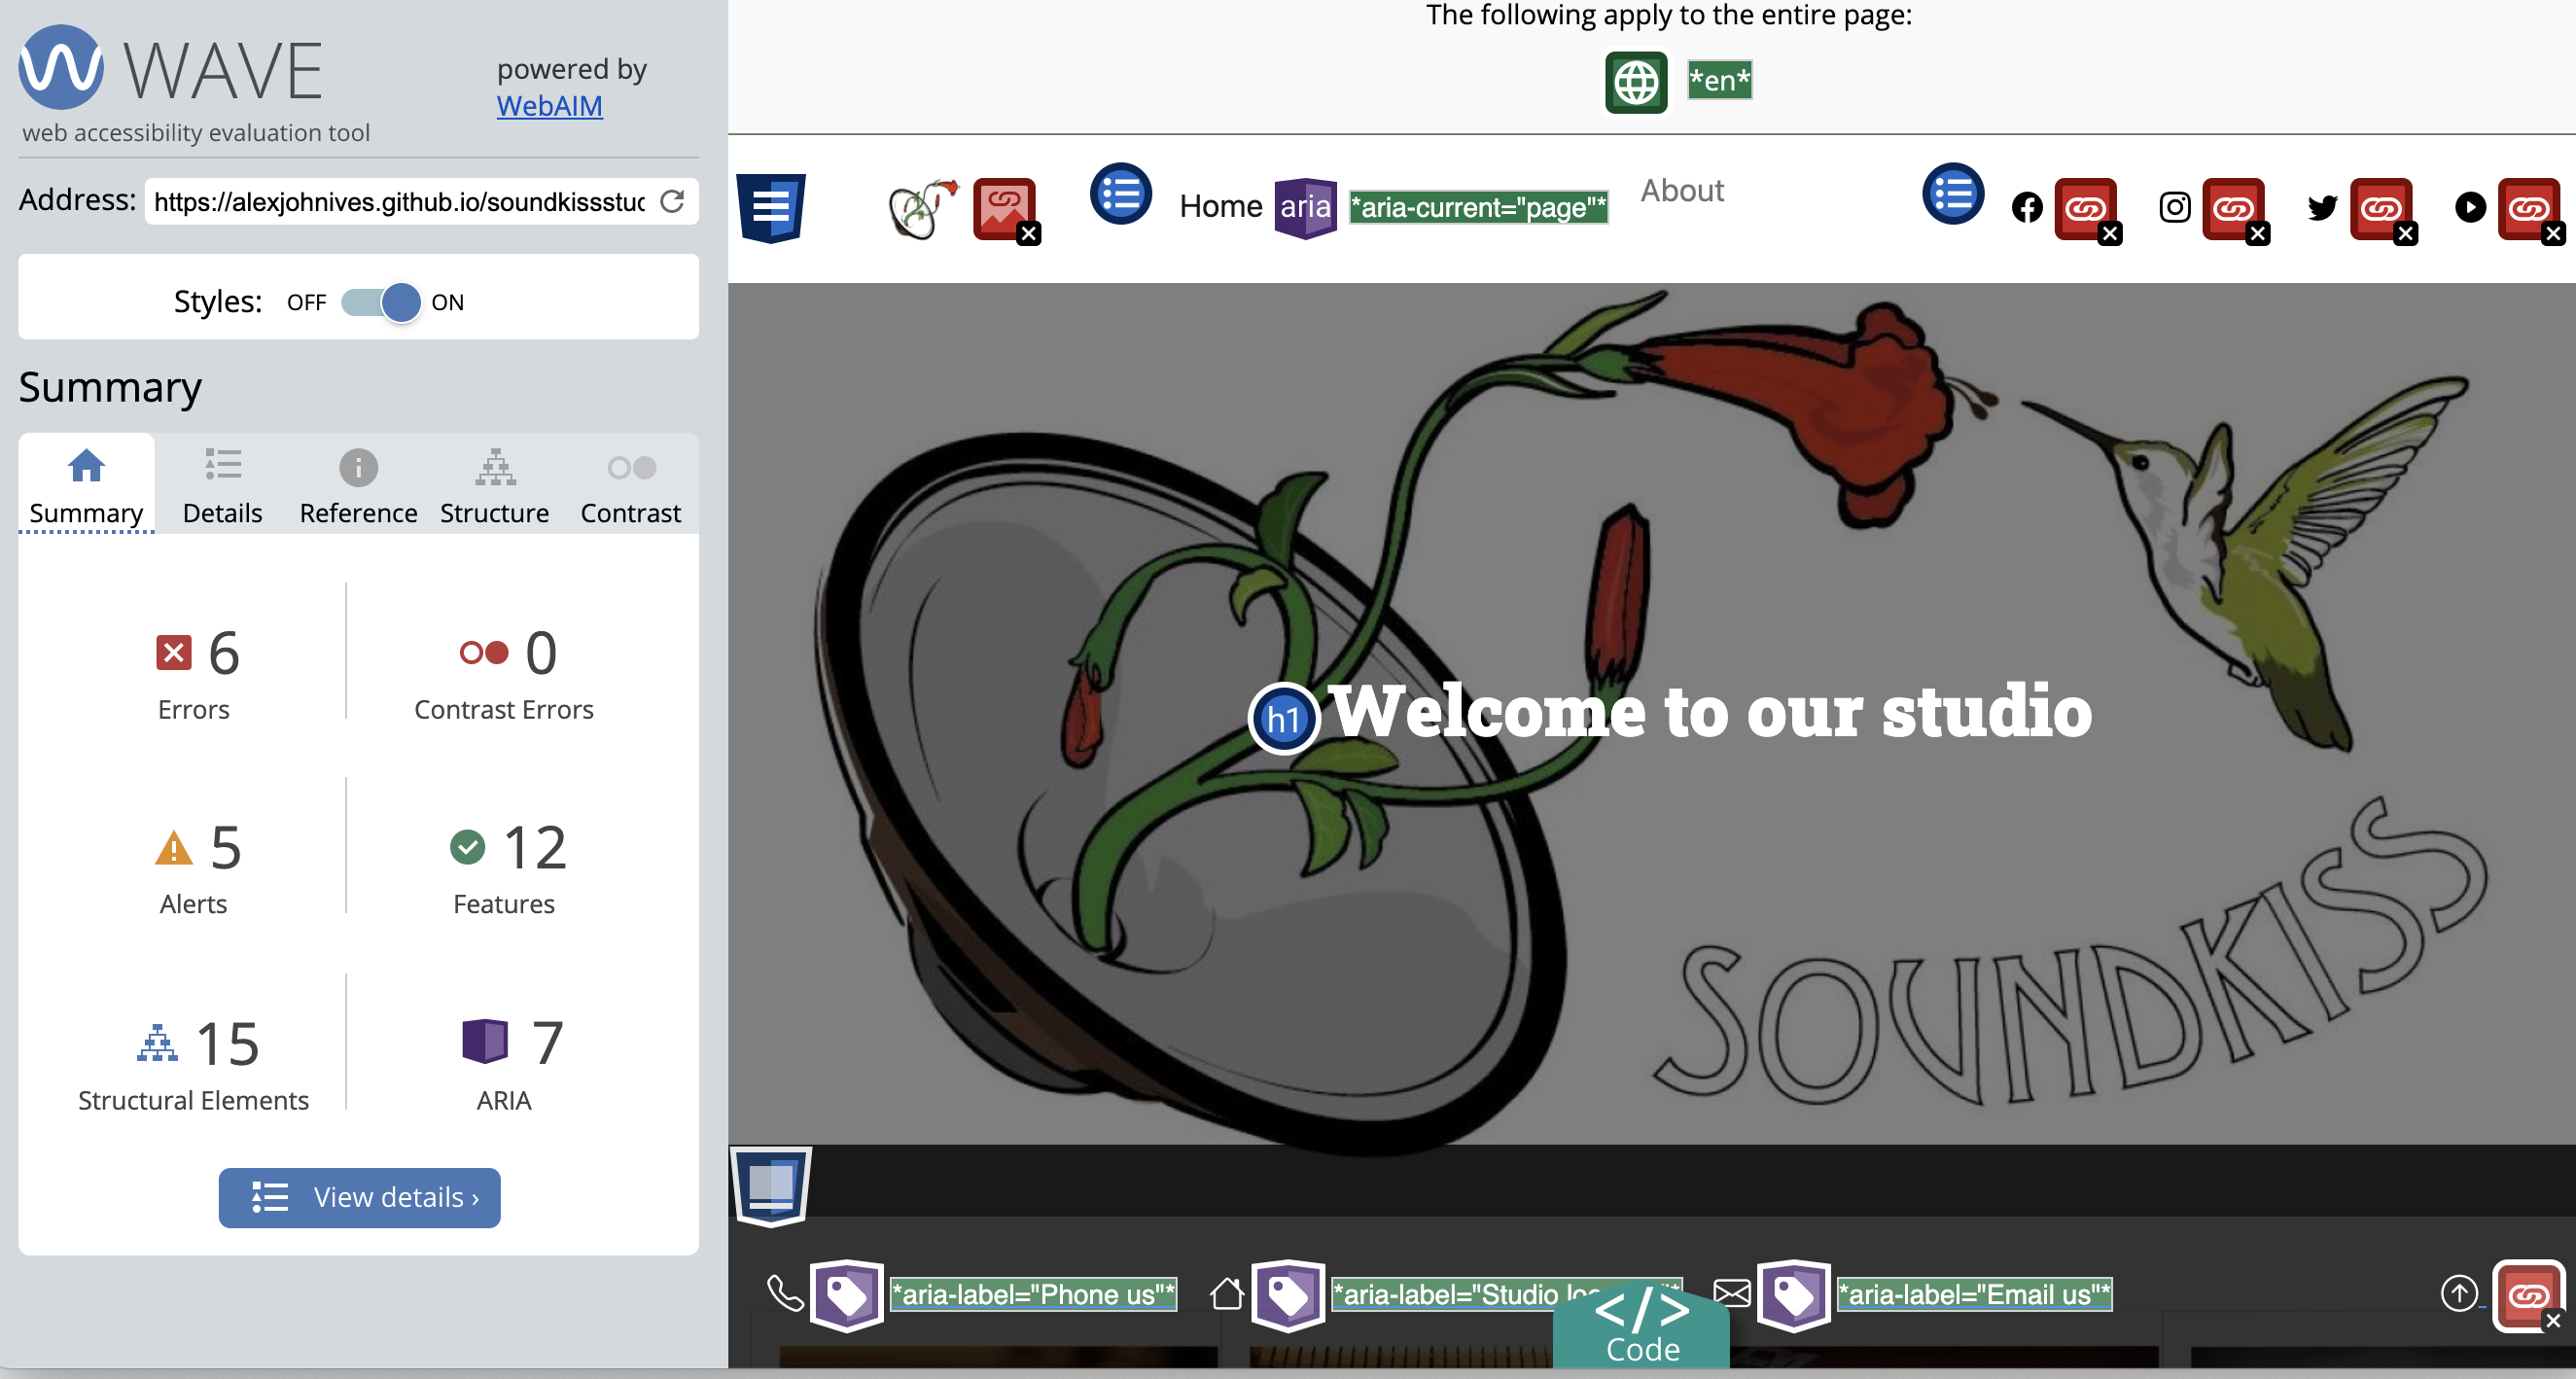 WAVE
powered by
WebAIM
web accessibility evaluation tool
Address: https://alexjohnives.github.io/soundkissstuc
Styles: OFF ON
Summary
Summary Details Reference Structure Contrast
6 Errors
0 Contrast Errors
5 Alerts
12 Features
15 Structural Elements
7 ARIA
View details ›
The following apply to the entire page:
*en*
Home aria *aria-current="page"* About
h1 Welcome to our studio
SOUNDKISS
*aria-label="Phone us"* *aria-label="Studio *aria-label="Email us"*
</>
Code